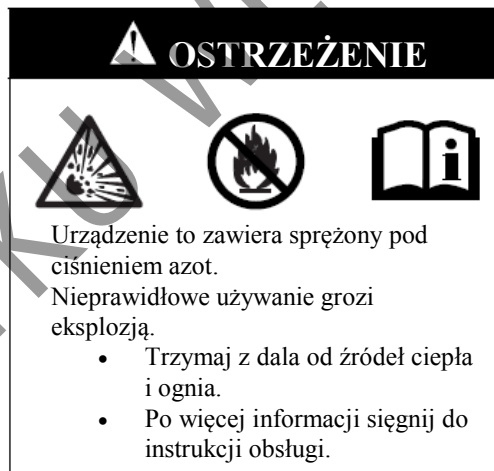 OSTRZEŻENIE
Urządzenie to zawiera sprężony pod
ciśnieniem azot.
Nieprawidłowe używanie grozi
eksplozją.
• Trzymaj z dala od źródeł ciepła
i ognia.
• Po więcej informacji sięgnij do
instrukcji obsługi.